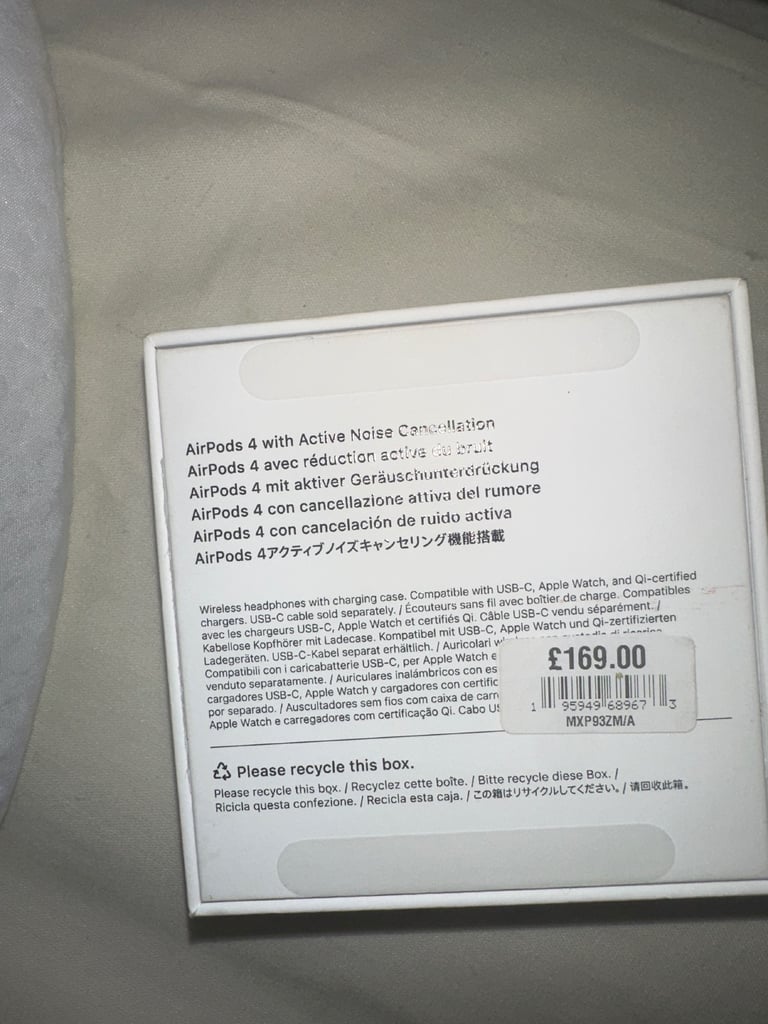 AirPods 4 with Active Noise Cancellation
AirPods 4 avec réduction active du bruit
AirPods 4 mit aktiver Geräuschunterdrückung
AirPods 4 con cancellazione attiva del rumore
AirPods 4 con cancelación de ruido activa
AirPods 4アクティブノイズキャンセリング機能搭載
Wireless headphones with charging case. Compatible with USB-C, Apple Watch, and Qi-certified
chargers. USB-C cable sold separately. / Écouteurs sans fil avec boîtier de charge. Compatibles
avec les chargeurs USB-C, Apple Watch et certifiés Qi. Câble USB-C vendu séparément. /
Kabellose Kopfhörer mit Ladecase. Kompatibel mit USB-C, Apple Watch und Qi-zertifizierten
Ladegeräten. USB-C-Kabel separat erhältlich. / Auricolari
Compatibili con i caricabatterie USB-C, per Apple Watch e
venduto separatamente. / Auriculares inalámbricos con
cargadores USB-C, Apple Watch y cargadores con
por separado. / Auscultadores sem fios com caixa de
Apple Watch e carregadores com certificação Qi. Cabo
£169.00
1 95949 68967 3
MXP93ZM/A
Please recycle this box.
Please recycle this box. / Recyclez cette boîte. / Bitte recycle diese Box. /
Ricicla questa confezione. / Recicla esta caja. / この箱はリサイクルしてください。/ 请回收此箱。